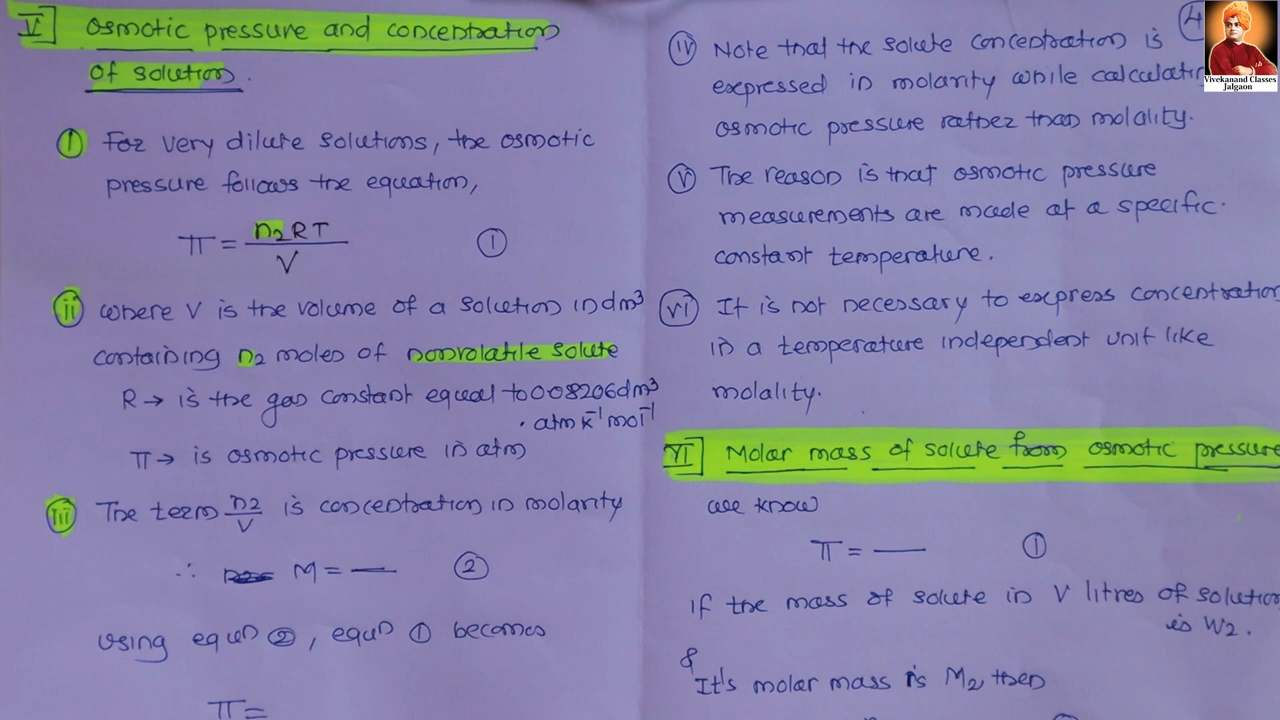 V] Osmotic pressure and concentration
of solution.
i For very dilute solutions, the osmotic
pressure follows the equation,
π = n2RT / V ①
ii where V is the volume of a solution in dm³
containing n2 moles of nonvolatile solute
R → is the gas constant equal to 0.08206 dm³
. atm K⁻¹ mol⁻¹
π → is osmotic pressure in atm
iii The term n2/V is concentration in molarity
∴ M = — ②
using equn ②, equn ① becomes
π =
iv Note that the solute concentration is
expressed in molarity while calculatin
osmotic pressure rather than molality.
v The reason is that osmotic pressure
measurements are made at a specific.
constant temperature.
vi It is not necessary to express concentration
in a temperature independent unit like
molality.
VI] Molar mass of solute from osmotic pressure
we know
π = — ①
if the mass of solute in V litres of solution
is W2.
& It's molar mass is M2 then
4
Vivekanand Classes
Jalgaon